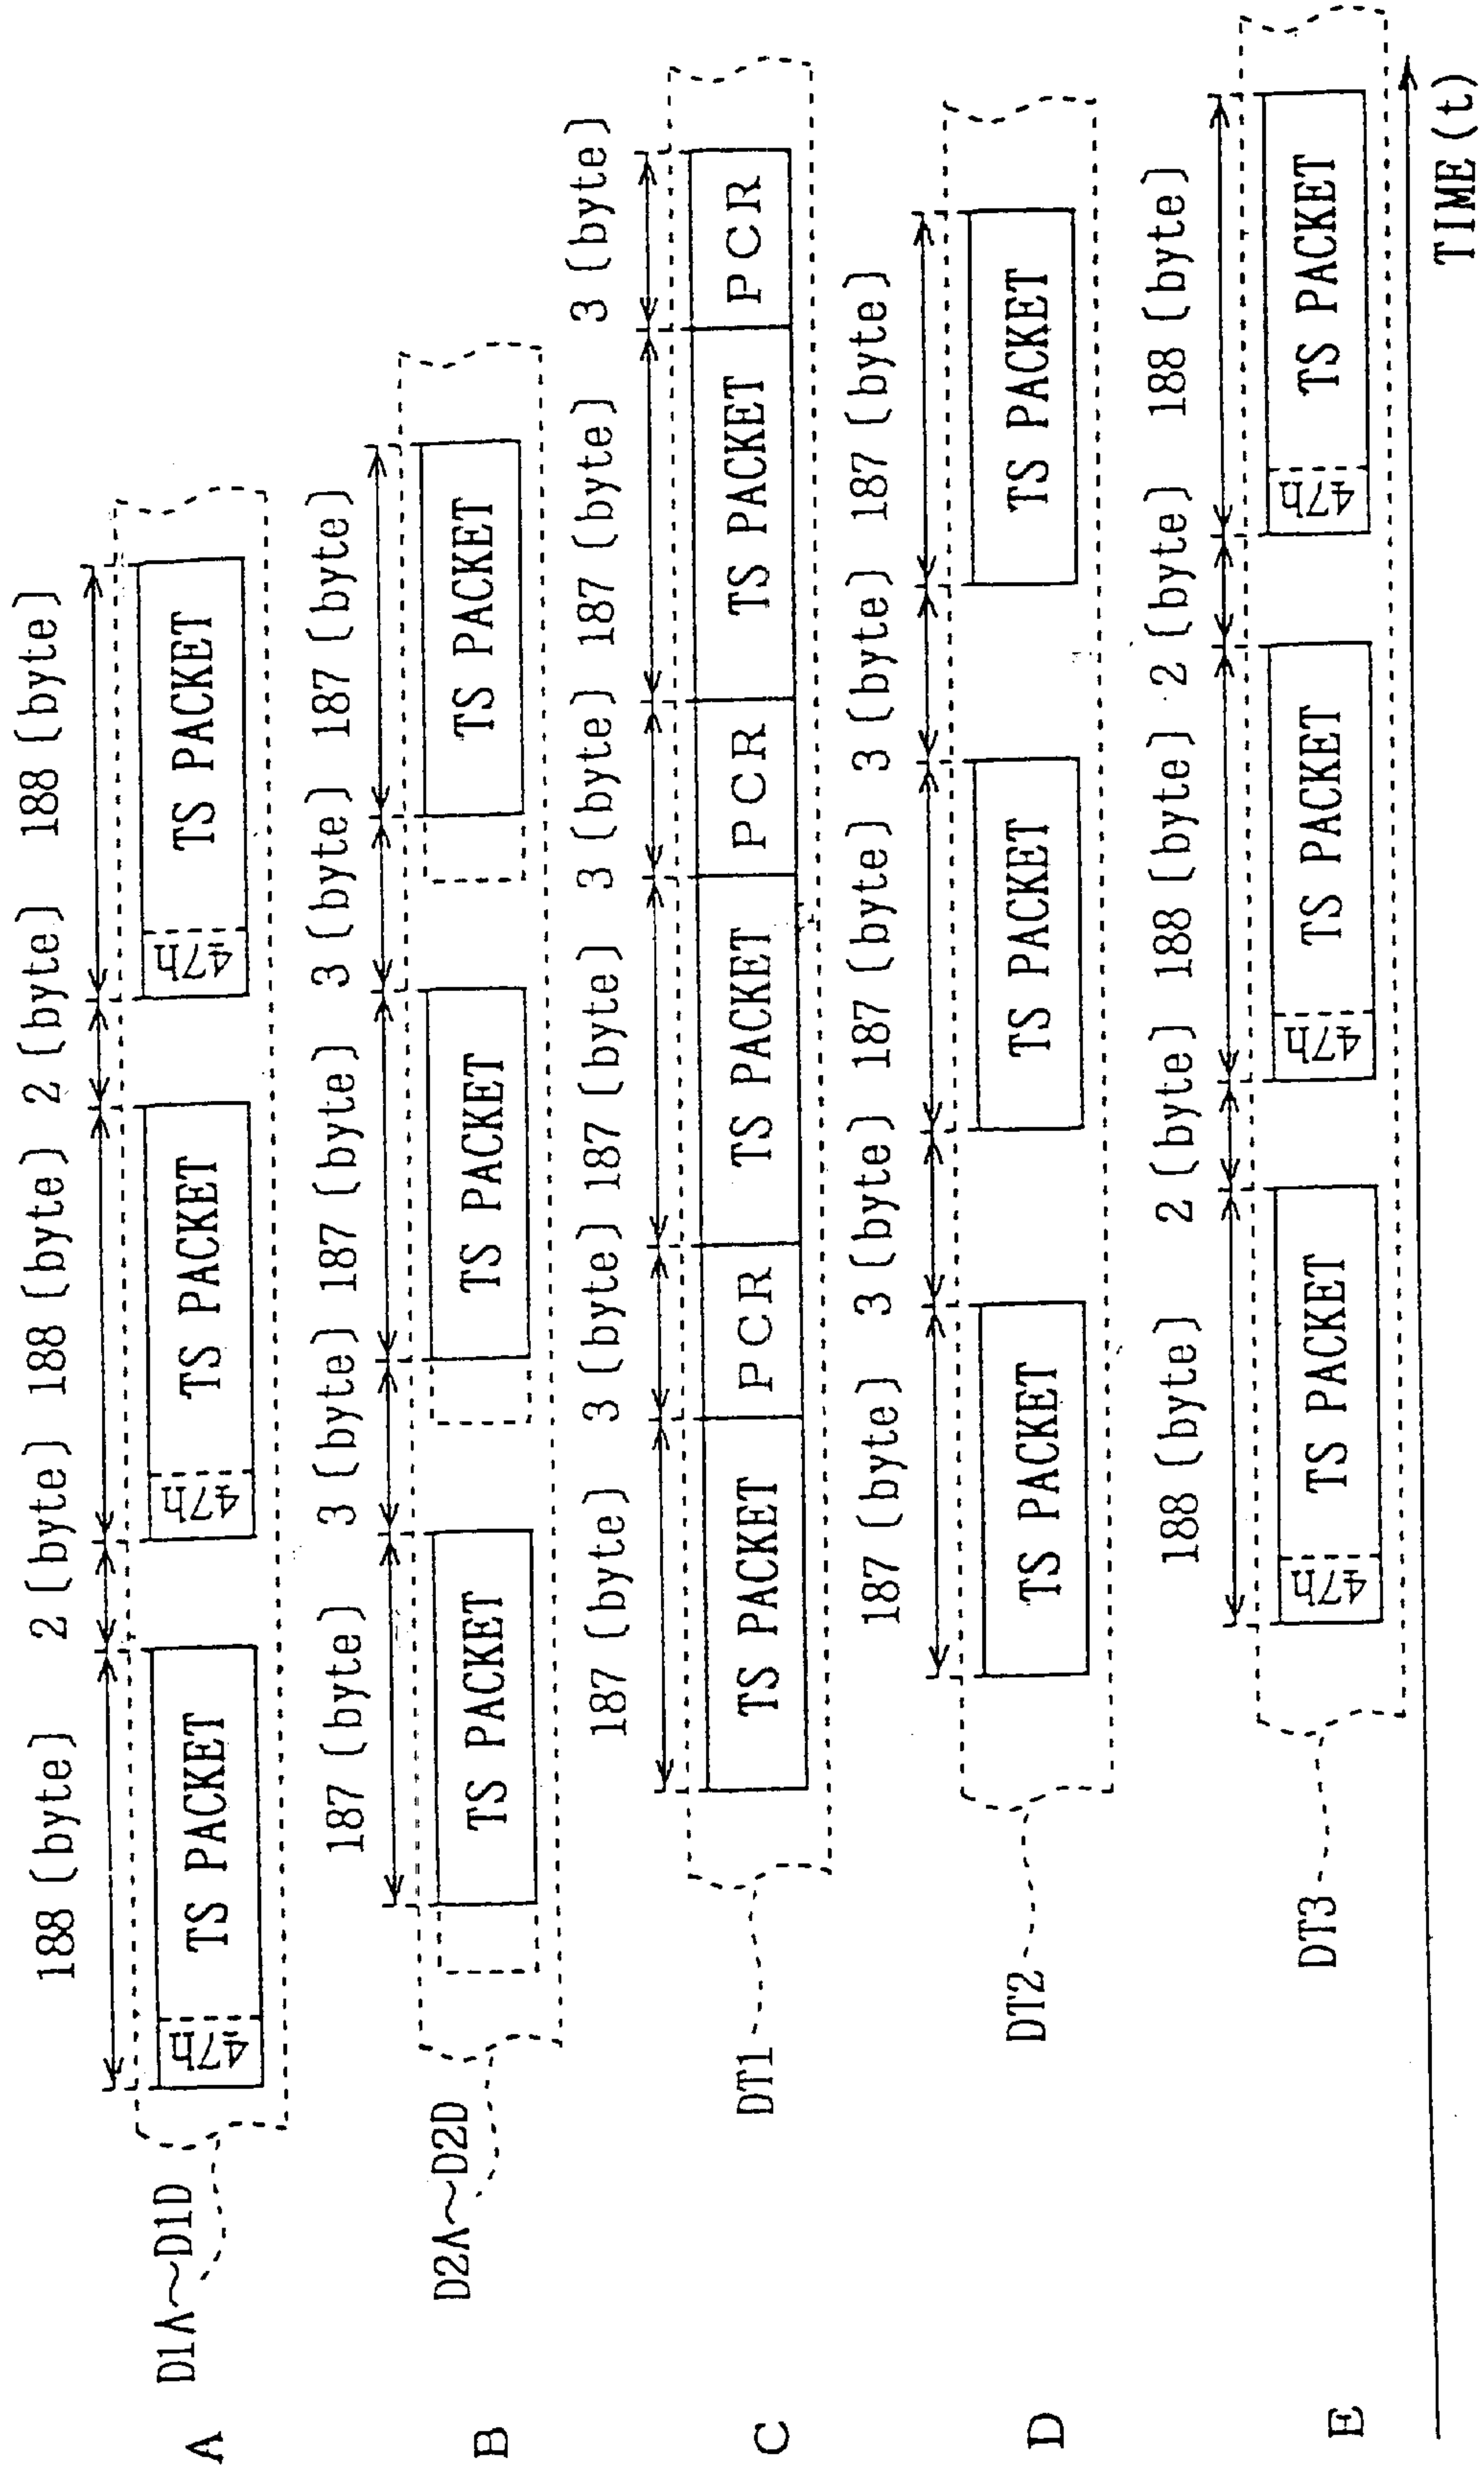 188 (byte) 2 (byte) 188 (byte) 2 (byte) 188 (byte)
A D1A~D1D 47h TS PACKET 47h TS PACKET 47h TS PACKET
187 (byte) 3 (byte) 187 (byte) 3 (byte) 187 (byte)
B D2A~D2D TS PACKET TS PACKET TS PACKET
187 (byte) 3 (byte) 187 (byte) 3 (byte) 187 (byte) 3 (byte)
C DT1 TS PACKET PCR TS PACKET PCR TS PACKET PCR
187 (byte) 3 (byte) 187 (byte) 3 (byte) 187 (byte)
D DT2 TS PACKET TS PACKET TS PACKET
188 (byte) 2 (byte) 188 (byte) 2 (byte) 188 (byte)
E DT3 47h TS PACKET 47h TS PACKET 47h TS PACKET
TIME (t)